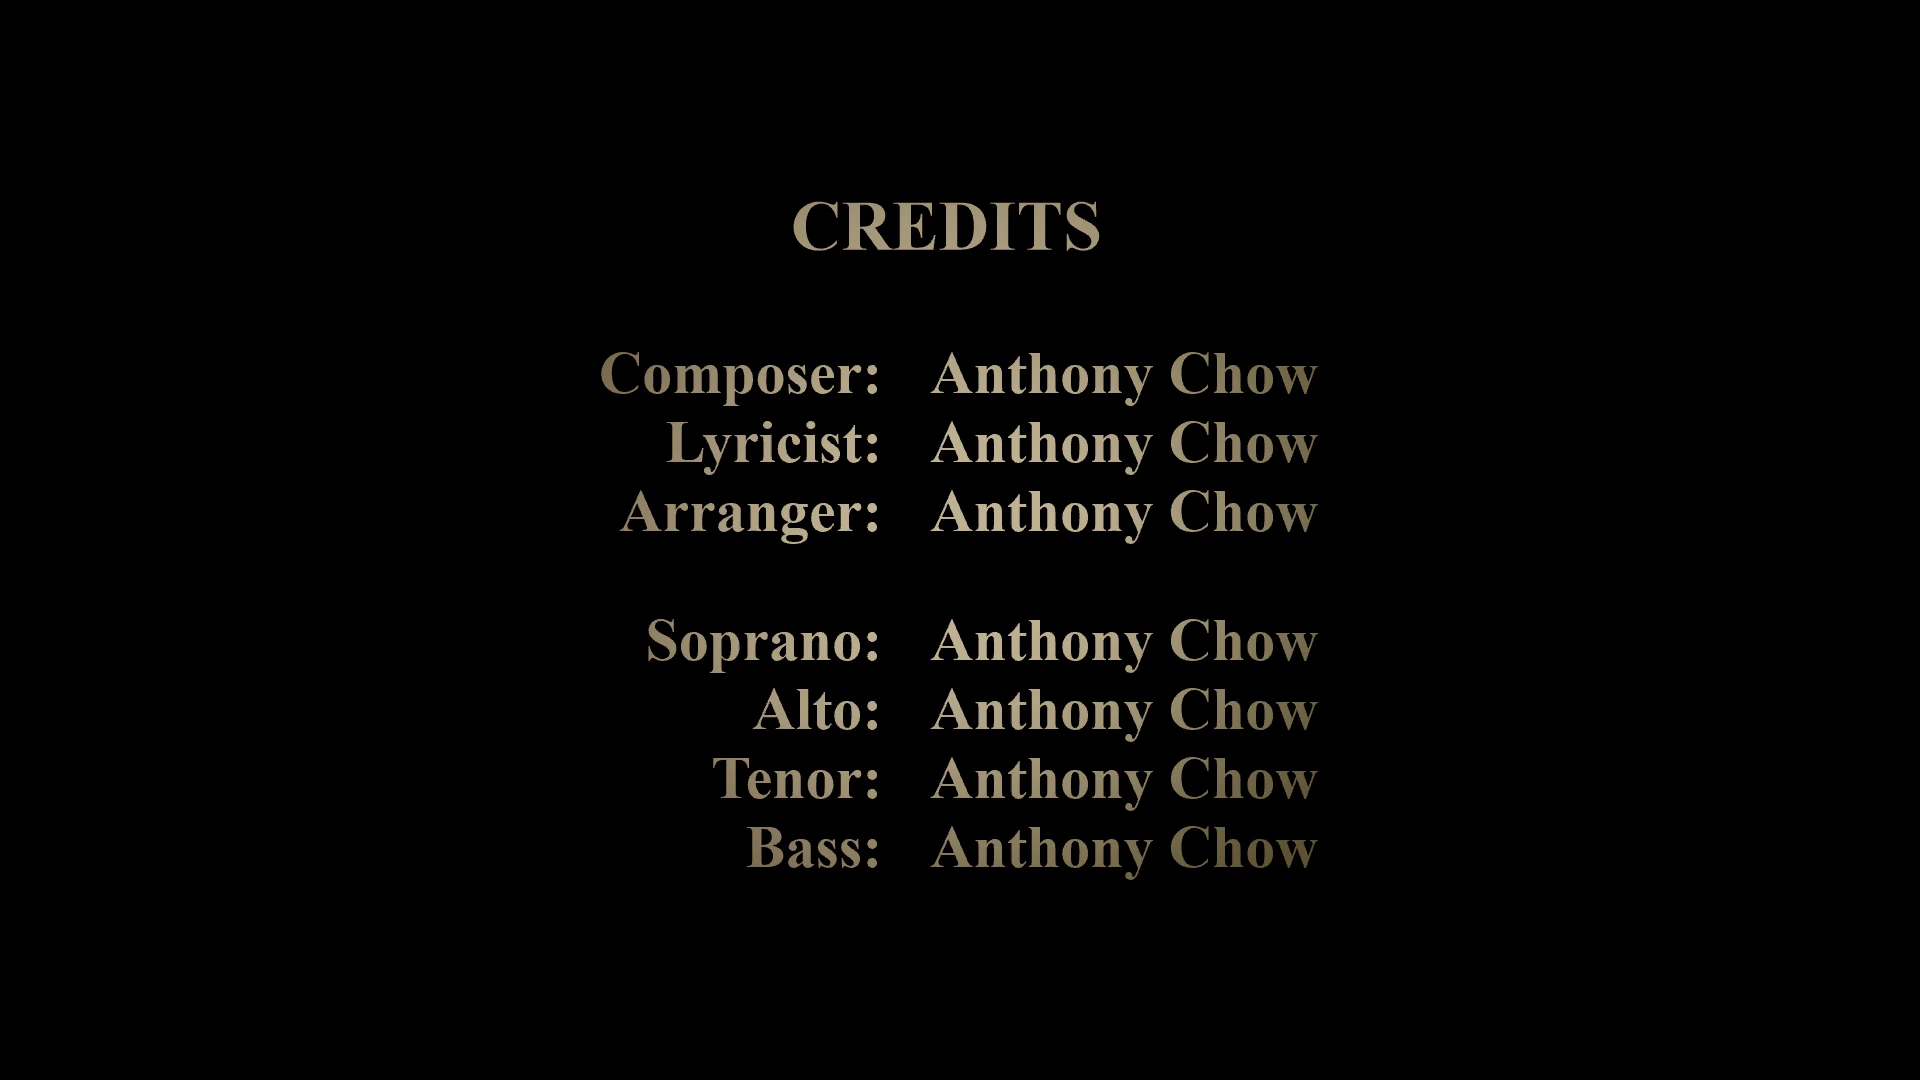 CREDITS
Composer: Anthony Chow
Lyricist: Anthony Chow
Arranger: Anthony Chow
Soprano: Anthony Chow
Alto: Anthony Chow
Tenor: Anthony Chow
Bass: Anthony Chow